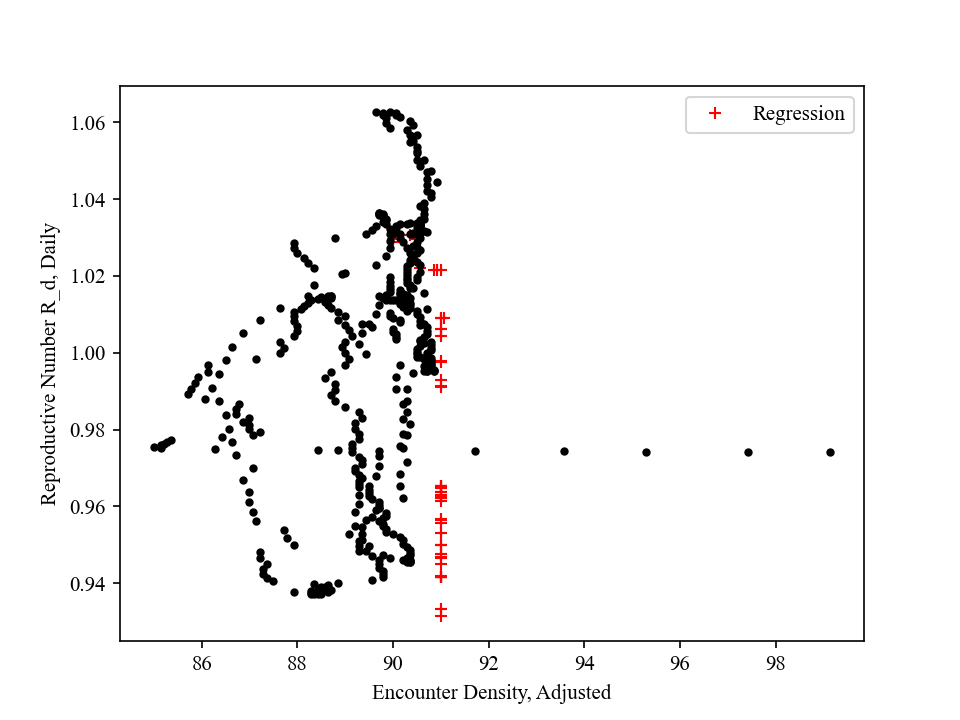 Regression
1.06
1.04
1.02
1.00
0.98
0.96
0.94
Reproductive Number R_d, Daily
86 88 90 92 94 96 98
Encounter Density, Adjusted